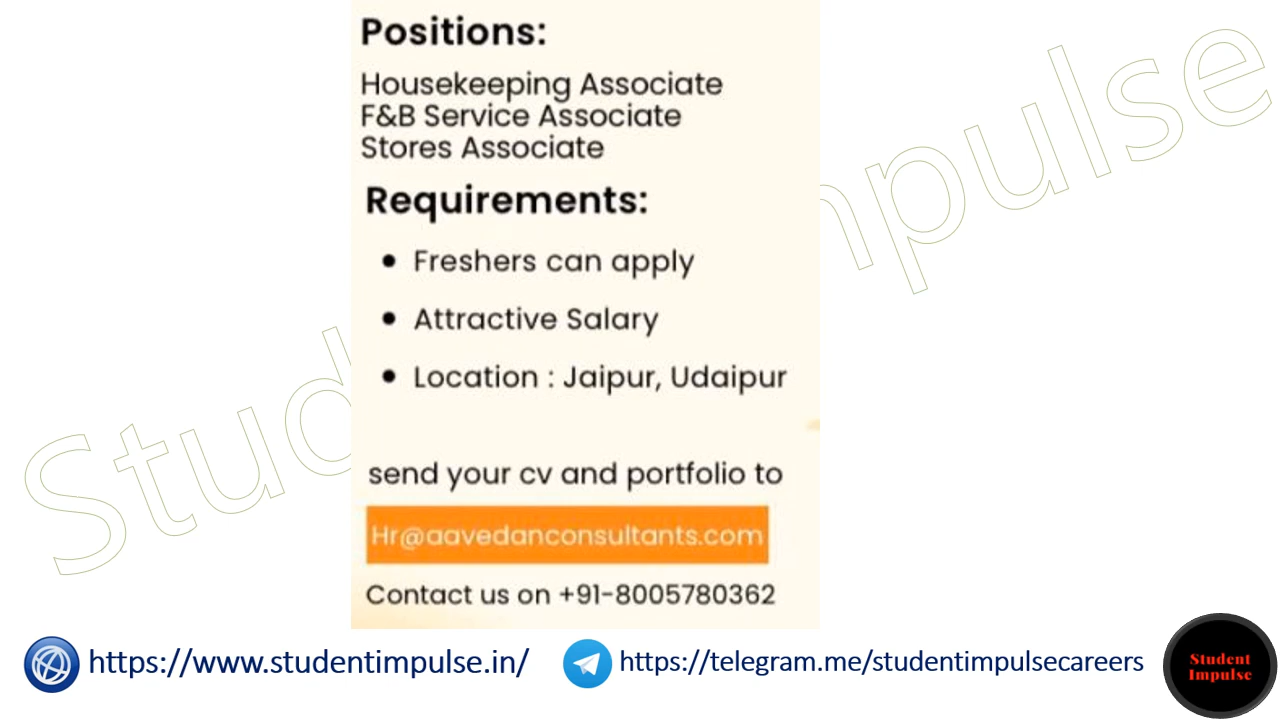 Positions:
Housekeeping Associate
F&B Service Associate
Stores Associate
Requirements:
• Freshers can apply
• Attractive Salary
• Location : Jaipur, Udaipur
send your cv and portfolio to
Hr@aavedanconsultants.com
Contact us on +91-8005780362
https://www.studentimpulse.in/
https://telegram.me/studentimpulsecareers
Student
Impulse